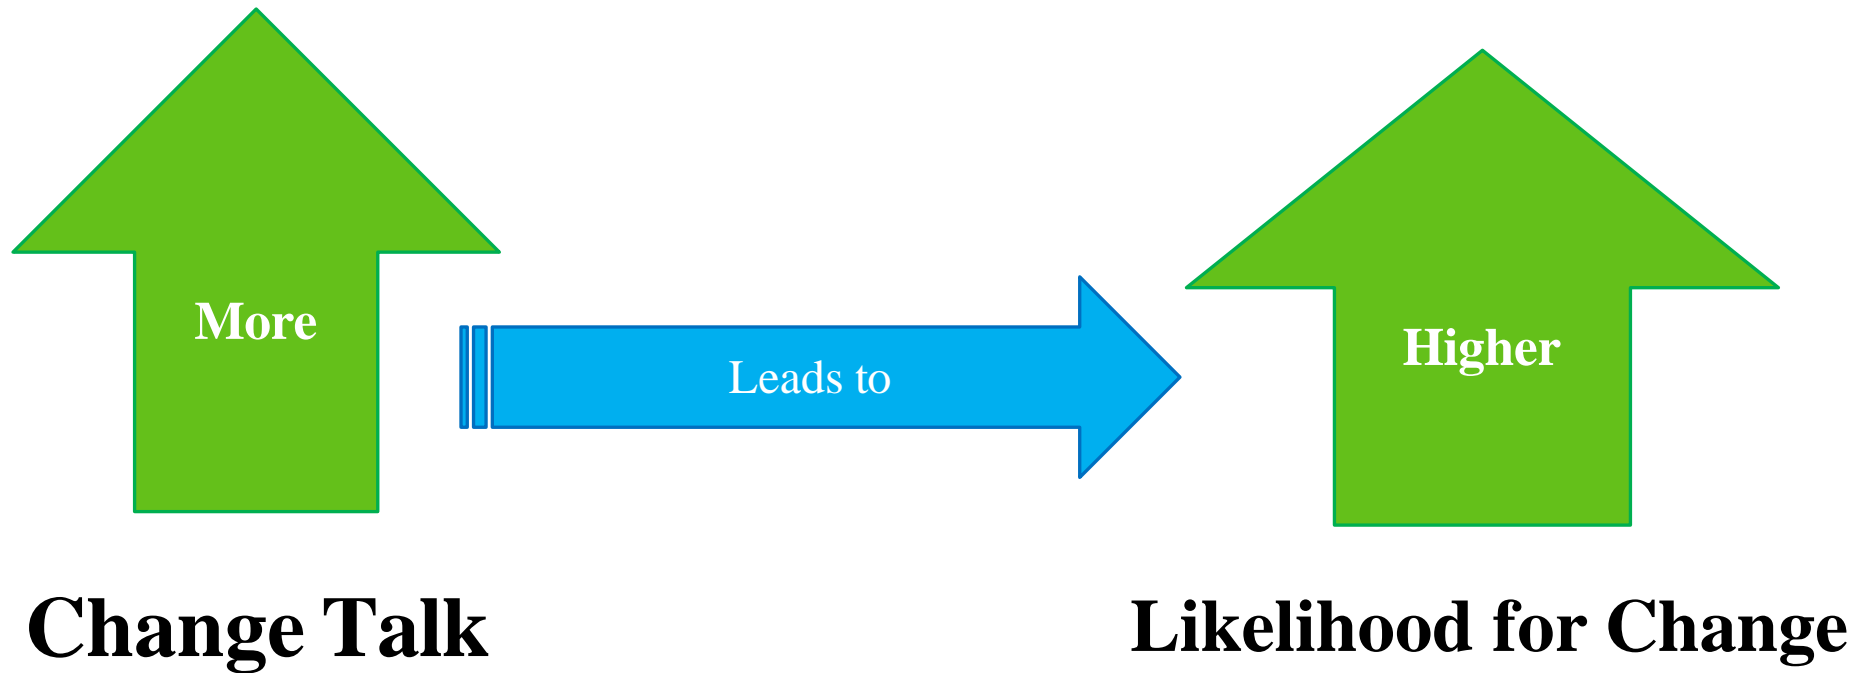 More
Leads to
Higher
Change Talk
Likelihood for Change